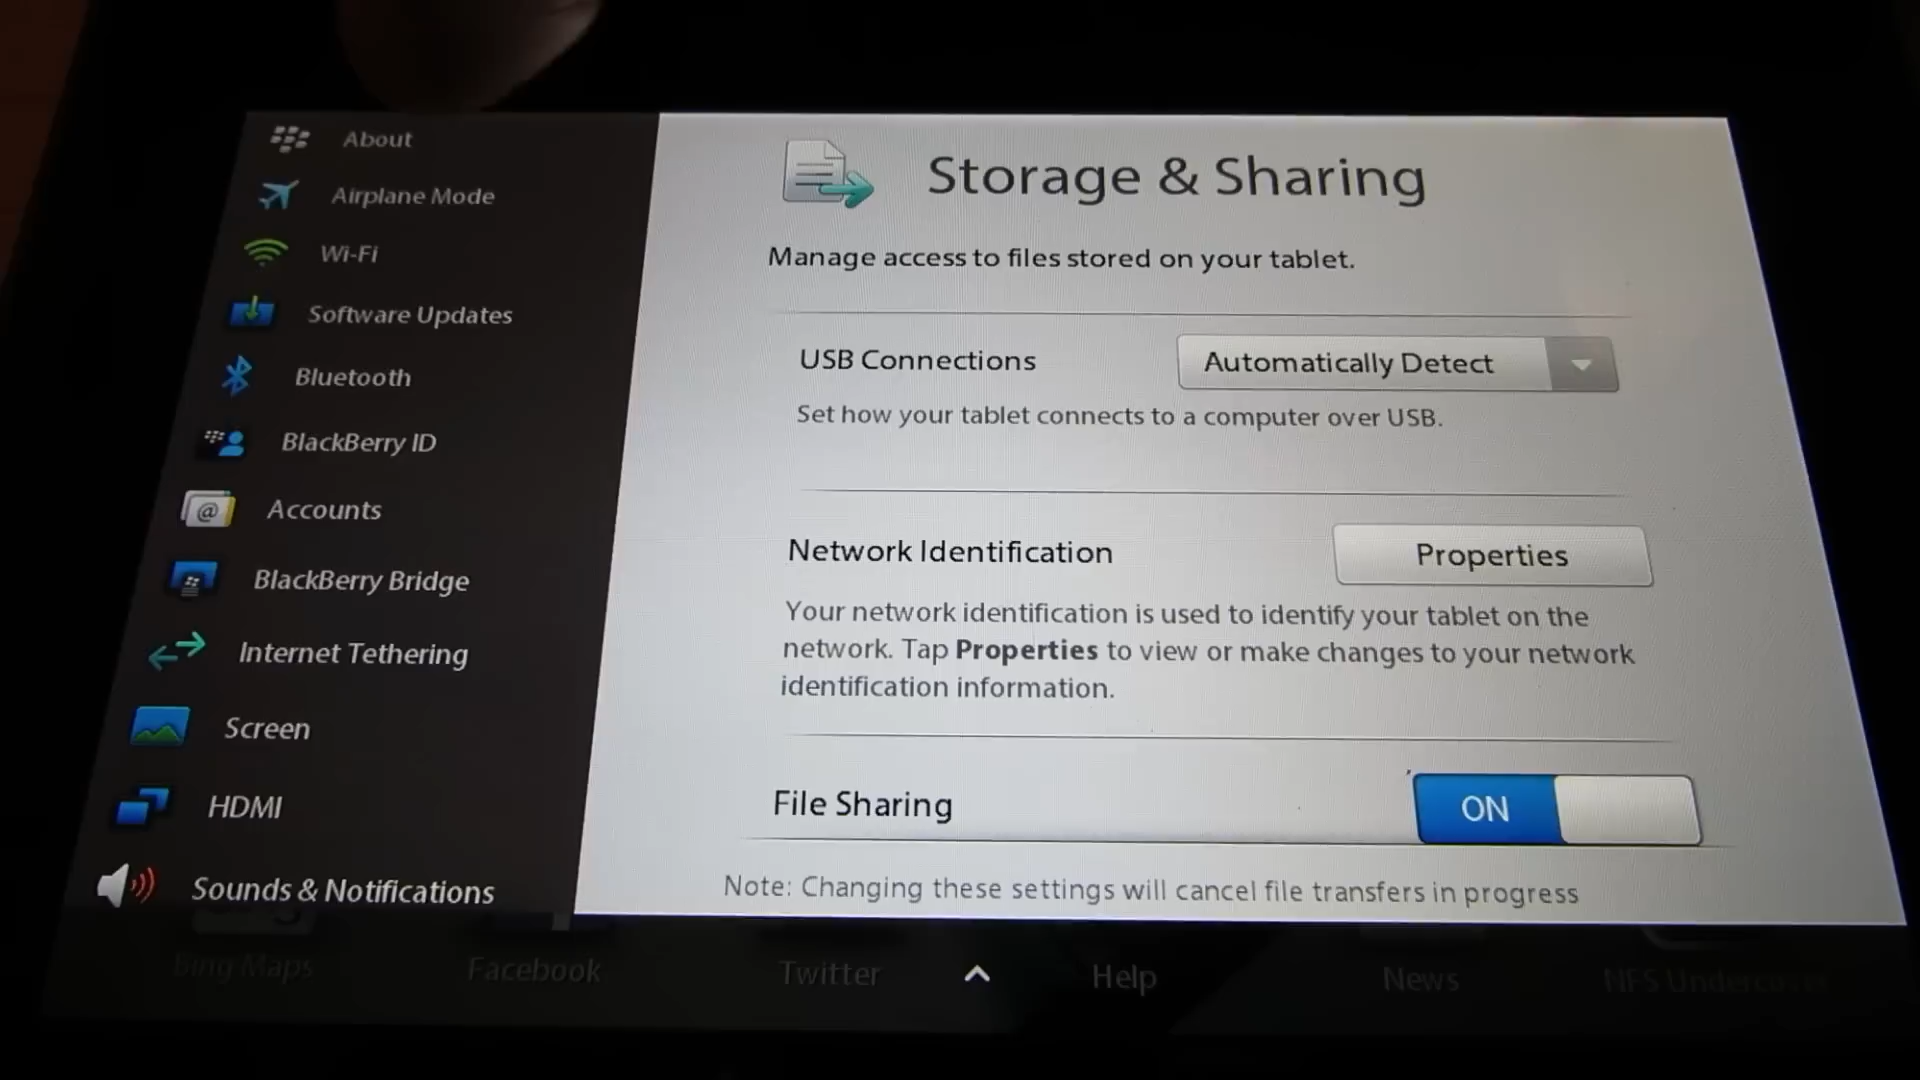 About
Airplane Mode
Wi-Fi
Software Updates
Bluetooth
BlackBerry ID
Accounts
BlackBerry Bridge
Internet Tethering
Screen
HDMI
Sounds & Notifications
Storage & Sharing
Manage access to files stored on your tablet.
USB Connections
Automatically Detect
Set how your tablet connects to a computer over USB.
Network Identification
Properties
Your network identification is used to identify your tablet on the
network. Tap Properties to view or make changes to your network
identification information.
File Sharing
ON
Note: Changing these settings will cancel file transfers in progress
Bing Maps
Facebook
Twitter
Help
News
NFS Undercover